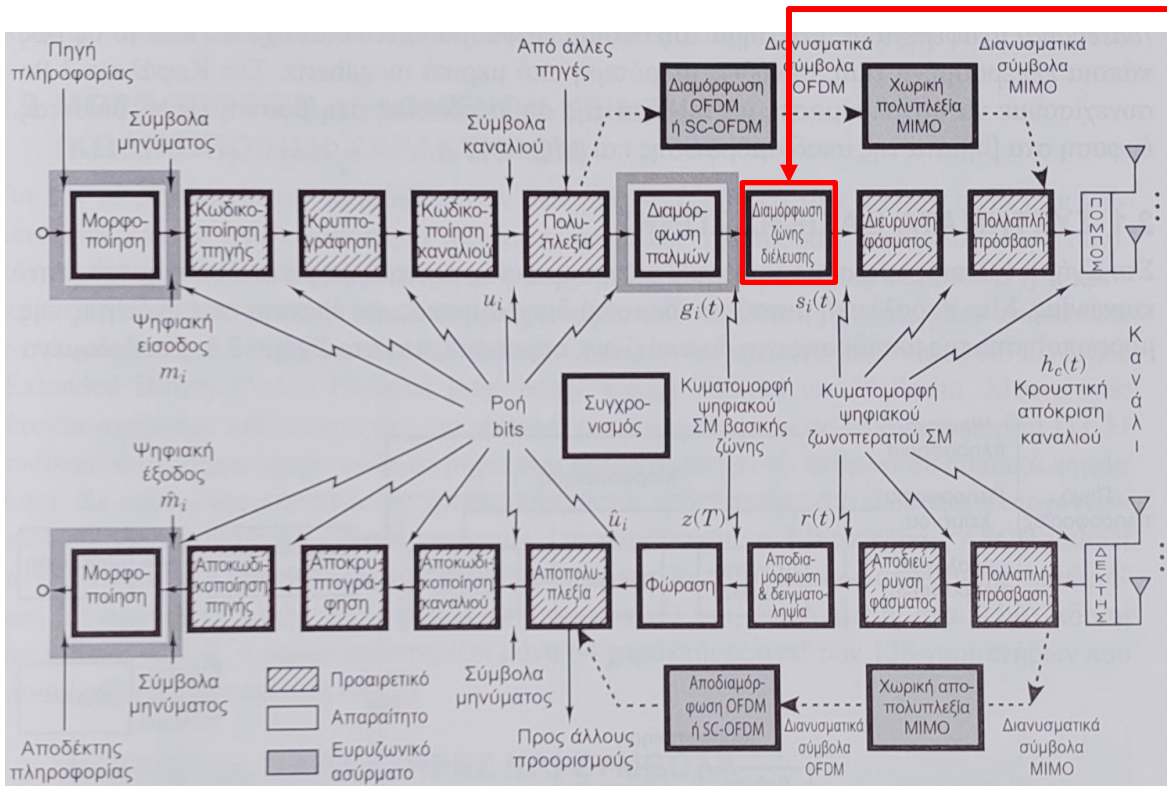 Πηγή
πληροφορίας
Σύμβολα
μηνύματος
Από άλλες
πηγές
Σύμβολα
καναλιού
Διαμόρφωση
OFDM
ή SC-OFDM
Διανυσματικά
σύμβολα
OFDM
Χωρική
πολυπλεξία
MIMO
Διανυσματικά
σύμβολα
MIMO
Μορφο-
ποίηση
Κωδικο-
ποίηση
πηγής
Κρυπτο-
γράφηση
Κωδικο-
ποίηση
καναλιού
Πολυ-
πλεξία
Διαμόρ-
φωση
παλμών
Διαμόρφωση
ζώνης
διέλευσης
Διεύρυνση
φάσματος
Πολλαπλή
πρόσβαση
ΠΟΜΠΟΣ
Ψηφιακή
είσοδος
m_i
u_i
g_i(t)
s_i(t)
Ροή
bits
Συγχρο-
νισμός
Κυματομορφή
ψηφιακού
ΣΜ βασικής
ζώνης
Κυματομορφή
ψηφιακού
ζωνοπερατού ΣΜ
h_c(t)
Κρουστική
απόκριση
καναλιού
Κανάλι
Ψηφιακή
έξοδος
m̂_i
û_i
z(T)
r(t)
Μορφο-
ποίηση
Αποκωδι-
κοποίηση
πηγής
Αποκρυ-
πτογρά-
φηση
Αποκωδι-
κοποίηση
καναλιού
Αποπολυ-
πλεξία
Φώραση
Αποδια-
μόρφωση
& δειγματο-
ληψία
Αποδιεύ-
ρυνση
φάσματος
Πολλαπλή
πρόσβαση
ΔΕΚΤΗΣ
Σύμβολα
μηνύματος
Προαιρετικό
Απαραίτητο
Ευρυζωνικό
ασύρματο
Σύμβολα
μηνύματος
Αποδέκτης
πληροφορίας
Προς άλλους
προορισμούς
Αποδιαμόρ-
φωση OFDM
ή SC-OFDM
Διανυσματικά
σύμβολα
OFDM
Χωρική απο-
πολυπλεξία
MIMO
Διανυσματικά
σύμβολα
MIMO